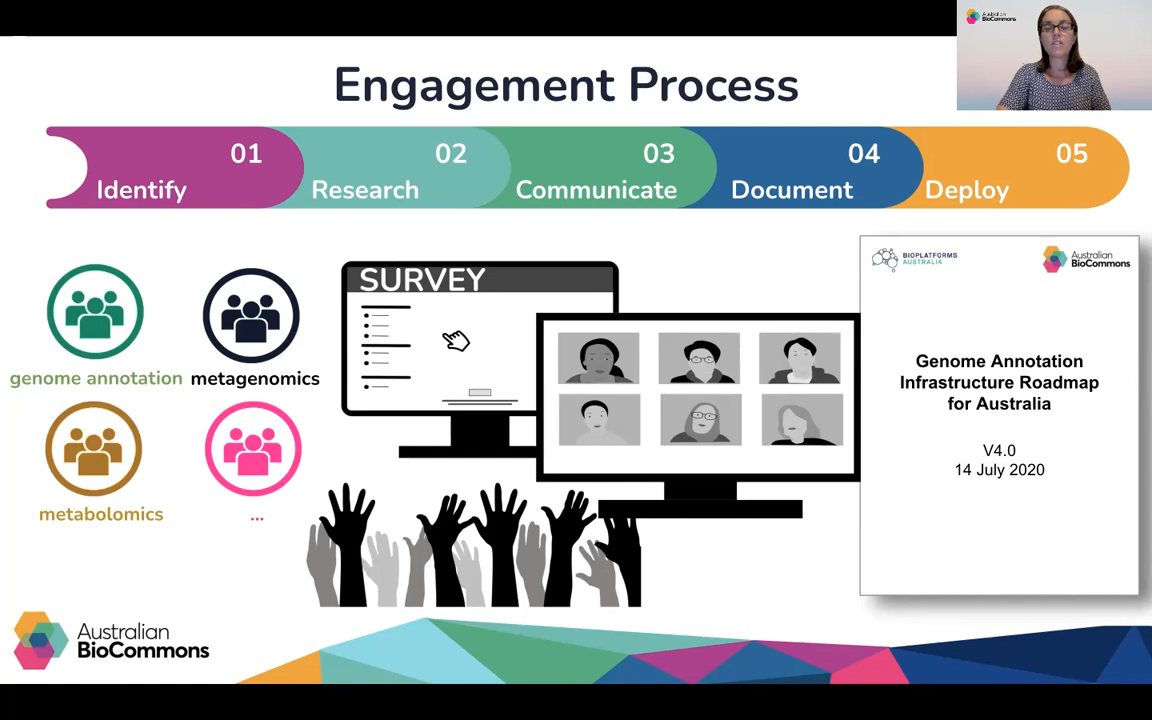 Australian
BioCommons
Engagement Process
01
Identify
02
Research
03
Communicate
04
Document
05
Deploy
genome annotation
metagenomics
metabolomics
...
SURVEY
BIOPLATFORMS
AUSTRALIA
Australian
BioCommons
Genome Annotation
Infrastructure Roadmap
for Australia
V4.0
14 July 2020
Australian
BioCommons